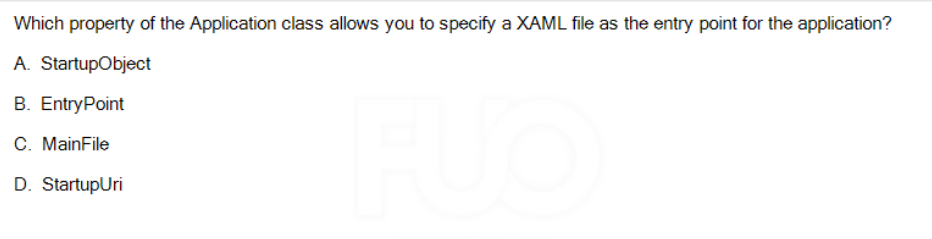 Which property of the Application class allows you to specify a XAML file as the entry point for the application?
A. StartupObject
B. EntryPoint
C. MainFile
D. StartupUri
FUO